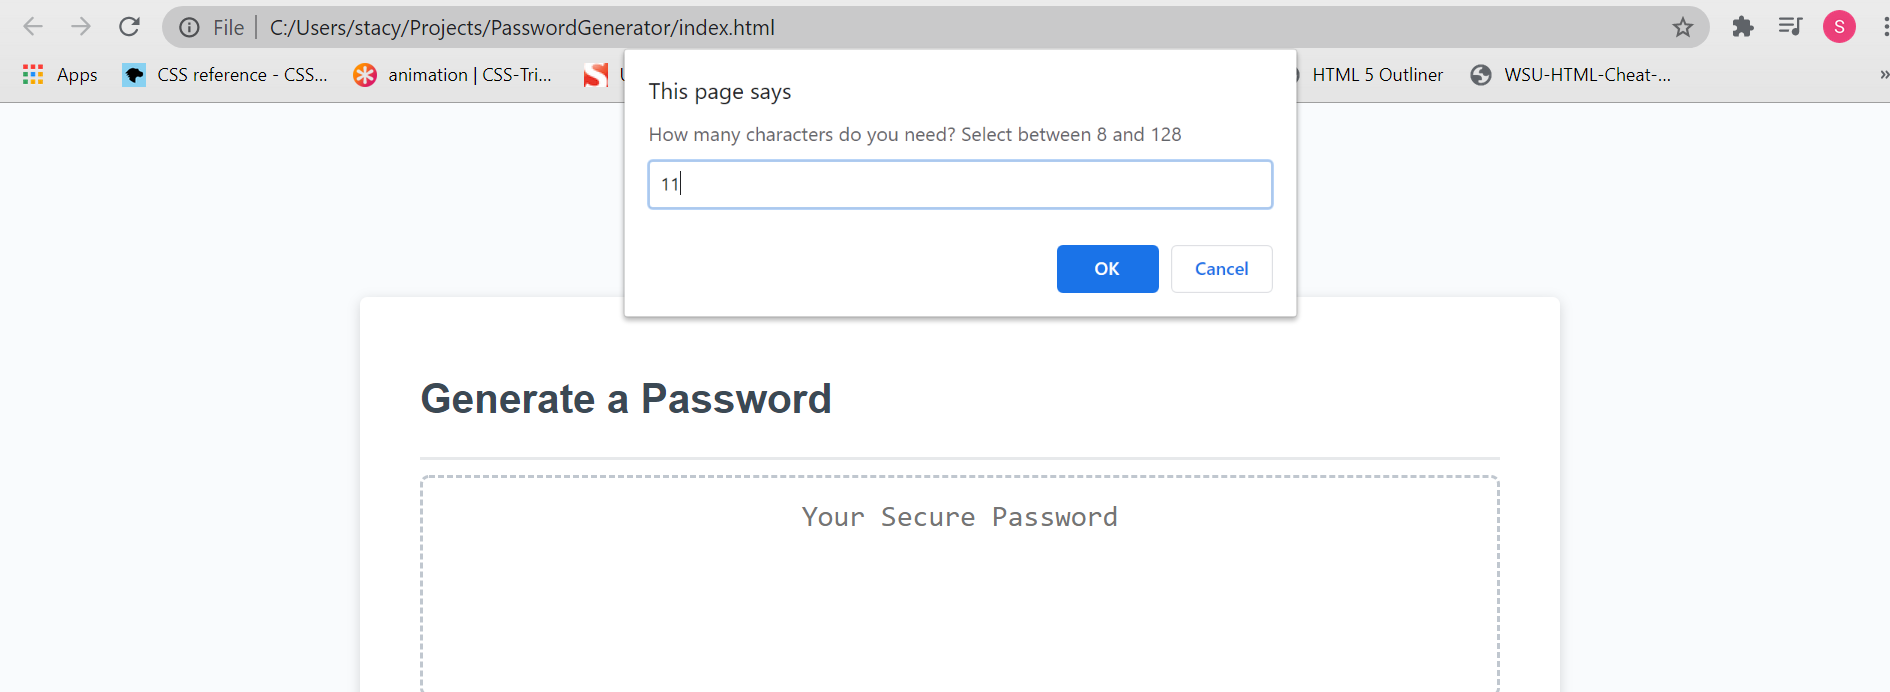 File | C:/Users/stacy/Projects/PasswordGenerator/index.html
S
Apps CSS reference - CSS... animation | CSS-Tri... HTML 5 Outliner WSU-HTML-Cheat-... »
This page says
How many characters do you need? Select between 8 and 128
11
OK Cancel
Generate a Password
Your Secure Password